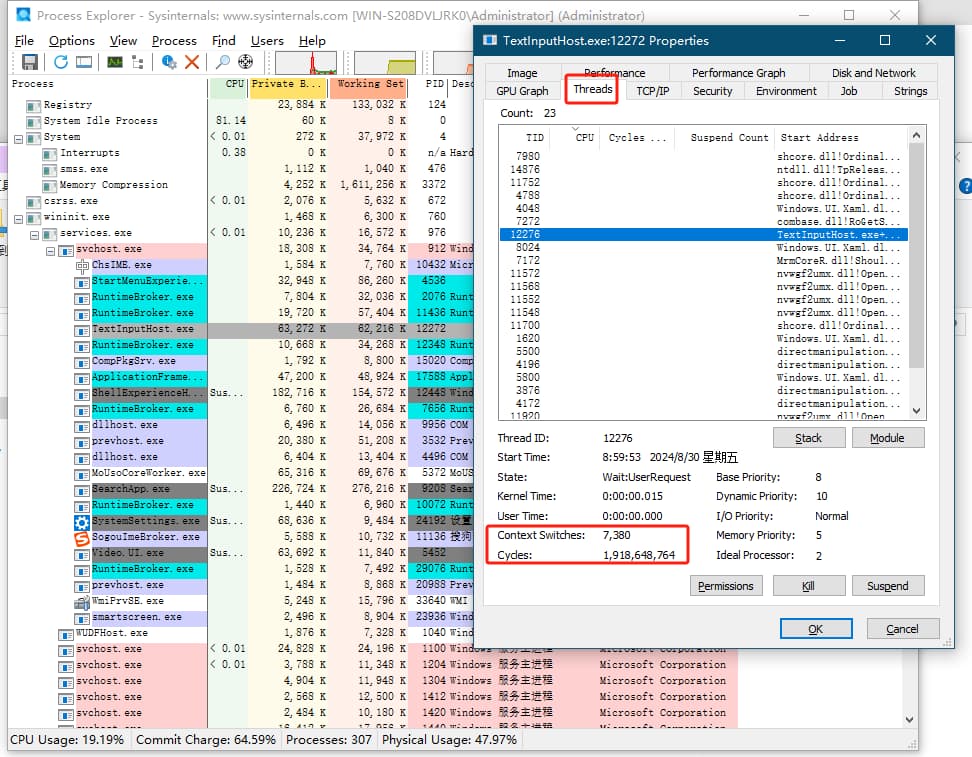 Process Explorer - Sysinternals: www.sysinternals.com [WIN-S208DVLJRK0\Administrator] (Administrator)
File Options View Process Find Users Help
Process CPU Private B... Working Set PID Desc
Registry 23,884 K 133,032 K 124
System Idle Process 81.14 60 K 8 K 0
System < 0.01 272 K 37,972 K 4
Interrupts 0.38 0 K 0 K n/a Hard
smss.exe 1,112 K 1,040 K 476
Memory Compression 4,252 K 1,611,256 K 3372
csrss.exe < 0.01 2,076 K 5,632 K 672
wininit.exe 1,468 K 6,300 K 760
services.exe < 0.01 10,236 K 16,572 K 976
svchost.exe 18,308 K 34,764 K 912 Wind
ChsIME.exe 1,584 K 7,760 K 10432 Micr
StartMenuExperie... 32,948 K 86,260 K 4536
RuntimeBroker.exe 7,804 K 32,036 K 2076 Runt
RuntimeBroker.exe 19,720 K 57,404 K 11436 Runt
TextInputHost.exe 63,272 K 62,216 K 12272
RuntimeBroker.exe 10,668 K 34,268 K 12348 Runt
CompPkgSrv.exe 1,792 K 8,800 K 15020 Comp
ApplicationFrame... 47,200 K 48,924 K 17588 Appl
ShellExperienceH... Sus... 182,716 K 154,572 K 12448 Wind
RuntimeBroker.exe 6,760 K 26,684 K 7656 Runt
dllhost.exe 6,496 K 14,056 K 9956 COM
prevhost.exe 20,380 K 51,208 K 3532 Prev
dllhost.exe 6,404 K 13,404 K 4496 COM
MoUsoCoreWorker.exe 65,316 K 69,676 K 5372 MoUS
SearchApp.exe Sus... 226,724 K 276,216 K 9208 Sear
RuntimeBroker.exe 1,440 K 6,960 K 10072 Runt
SystemSettings.exe Sus... 68,636 K 9,484 K 24192 设置
SogouImeBroker.exe 5,588 K 10,732 K 11136 搜狗
Video.UI.exe Sus... 63,692 K 11,840 K 5452
RuntimeBroker.exe 1,528 K 7,492 K 29076 Runt
prevhost.exe 1,484 K 8,868 K 20988 Prev
WmiPrvSE.exe 5,248 K 15,796 K 33640 WMI
smartscreen.exe 2,496 K 8,904 K 23936 Wind
WUDFHost.exe 1,876 K 7,328 K 1040 Wind
svchost.exe < 0.01 24,828 K 24,196 K 1100 Windows 服务主进程 Microsoft Corporation
svchost.exe < 0.01 3,788 K 11,348 K 1204 Windows 服务主进程 Microsoft Corporation
svchost.exe 4,904 K 11,948 K 1304 Windows 服务主进程 Microsoft Corporation
svchost.exe 2,568 K 12,500 K 1412 Windows 服务主进程 Microsoft Corporation
svchost.exe 2,484 K 10,180 K 1420 Windows 服务主进程 Microsoft Corporation
CPU Usage: 19.19% Commit Charge: 64.59% Processes: 307 Physical Usage: 47.97%
TextInputHost.exe:12272 Properties
Image Performance Performance Graph Disk and Network
GPU Graph Threads TCP/IP Security Environment Job Strings
Count: 23
TID CPU Cycles ... Suspend Count Start Address
7980 shcore.dll!Ordinal...
14876 ntdll.dll!TpReleas...
11752 shcore.dll!Ordinal...
4788 shcore.dll!Ordinal...
4048 Windows.UI.Xaml.dl...
7272 combase.dll!RoGetS...
12276 TextInputHost.exe+...
8024 Windows.UI.Xaml.dl...
7172 MrmCoreR.dll!Shoul...
11572 nvwgf2umx.dll!Open...
11568 nvwgf2umx.dll!Open...
11552 nvwgf2umx.dll!Open...
11548 nvwgf2umx.dll!Open...
11700 shcore.dll!Ordinal...
1620 Windows.UI.Xaml.dl...
5500 directmanipulation...
4196 directmanipulation...
5800 Windows.UI.Xaml.dl...
3876 directmanipulation...
4172 directmanipulation...
11920 nvwgf2umx.dll!Open...
Thread ID: 12276 Stack Module
Start Time: 8:59:53 2024/8/30 星期五
State: Wait:UserRequest Base Priority: 8
Kernel Time: 0:00:00.015 Dynamic Priority: 10
User Time: 0:00:00.000 I/O Priority: Normal
Context Switches: 7,380 Memory Priority: 5
Cycles: 1,918,648,764 Ideal Processor: 2
Permissions Kill Suspend
OK Cancel